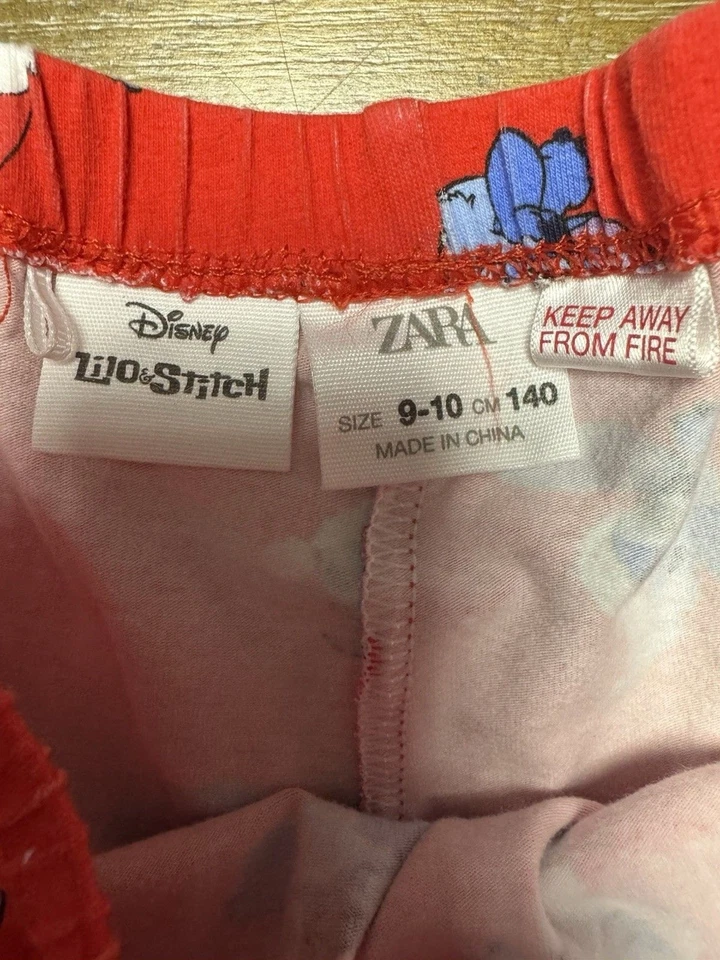 Disney
Lilo & Stitch
ZARA
SIZE 9-10 CM 140
MADE IN CHINA
KEEP AWAY
FROM FIRE